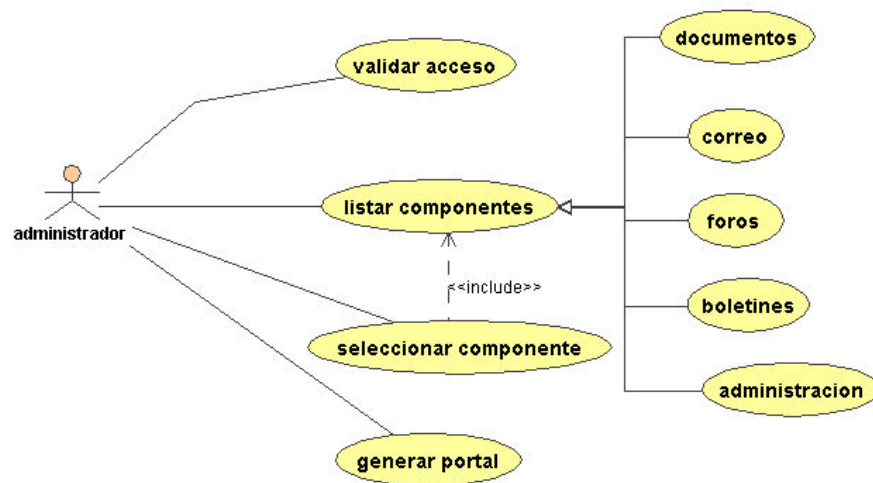 documentos
validar acceso
correo
listar componentes
foros
administrador
<<include>>
boletines
seleccionar componente
administracion
generar portal